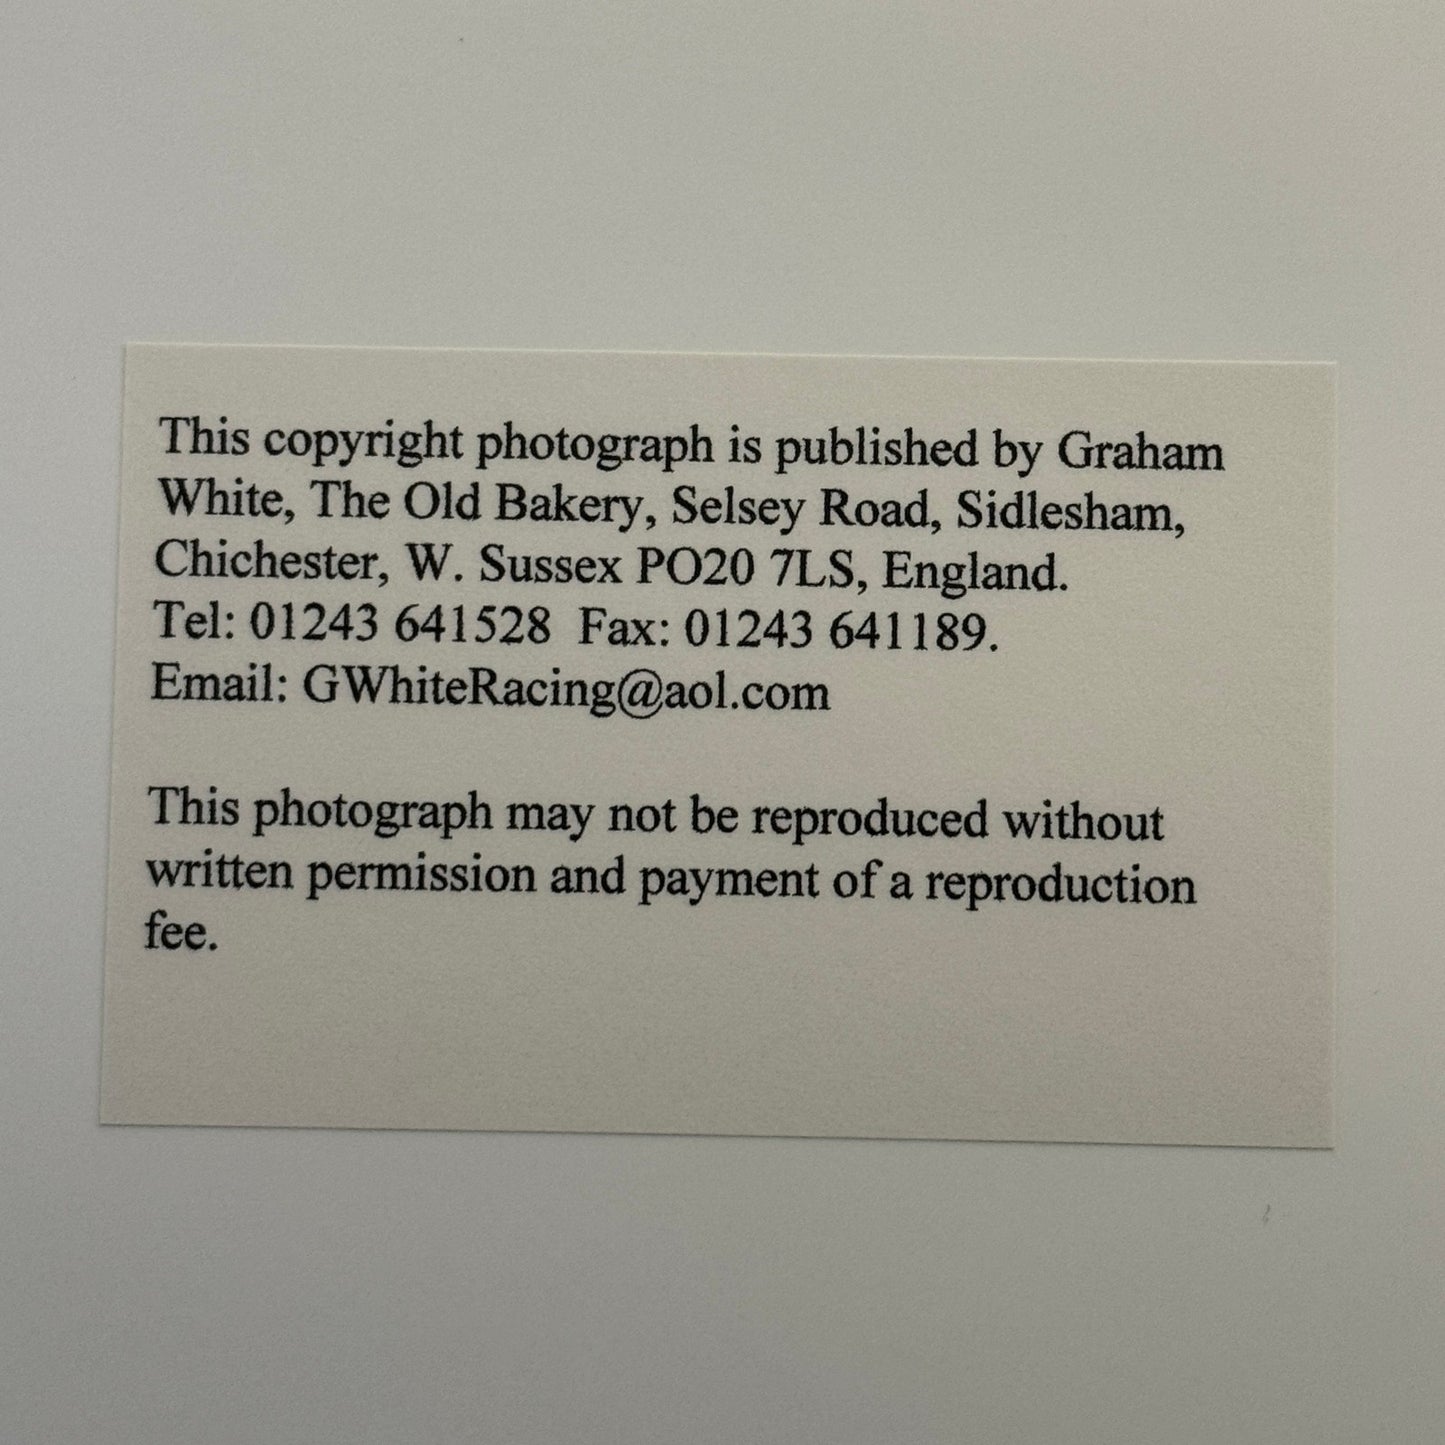 This copyright photograph is published by Graham
White, The Old Bakery, Selsey Road, Sidlesham,
Chichester, W. Sussex PO20 7LS, England.
Tel: 01243 641528  Fax: 01243 641189.
Email: GWhiteRacing@aol.com
This photograph may not be reproduced without
written permission and payment of a reproduction
fee.